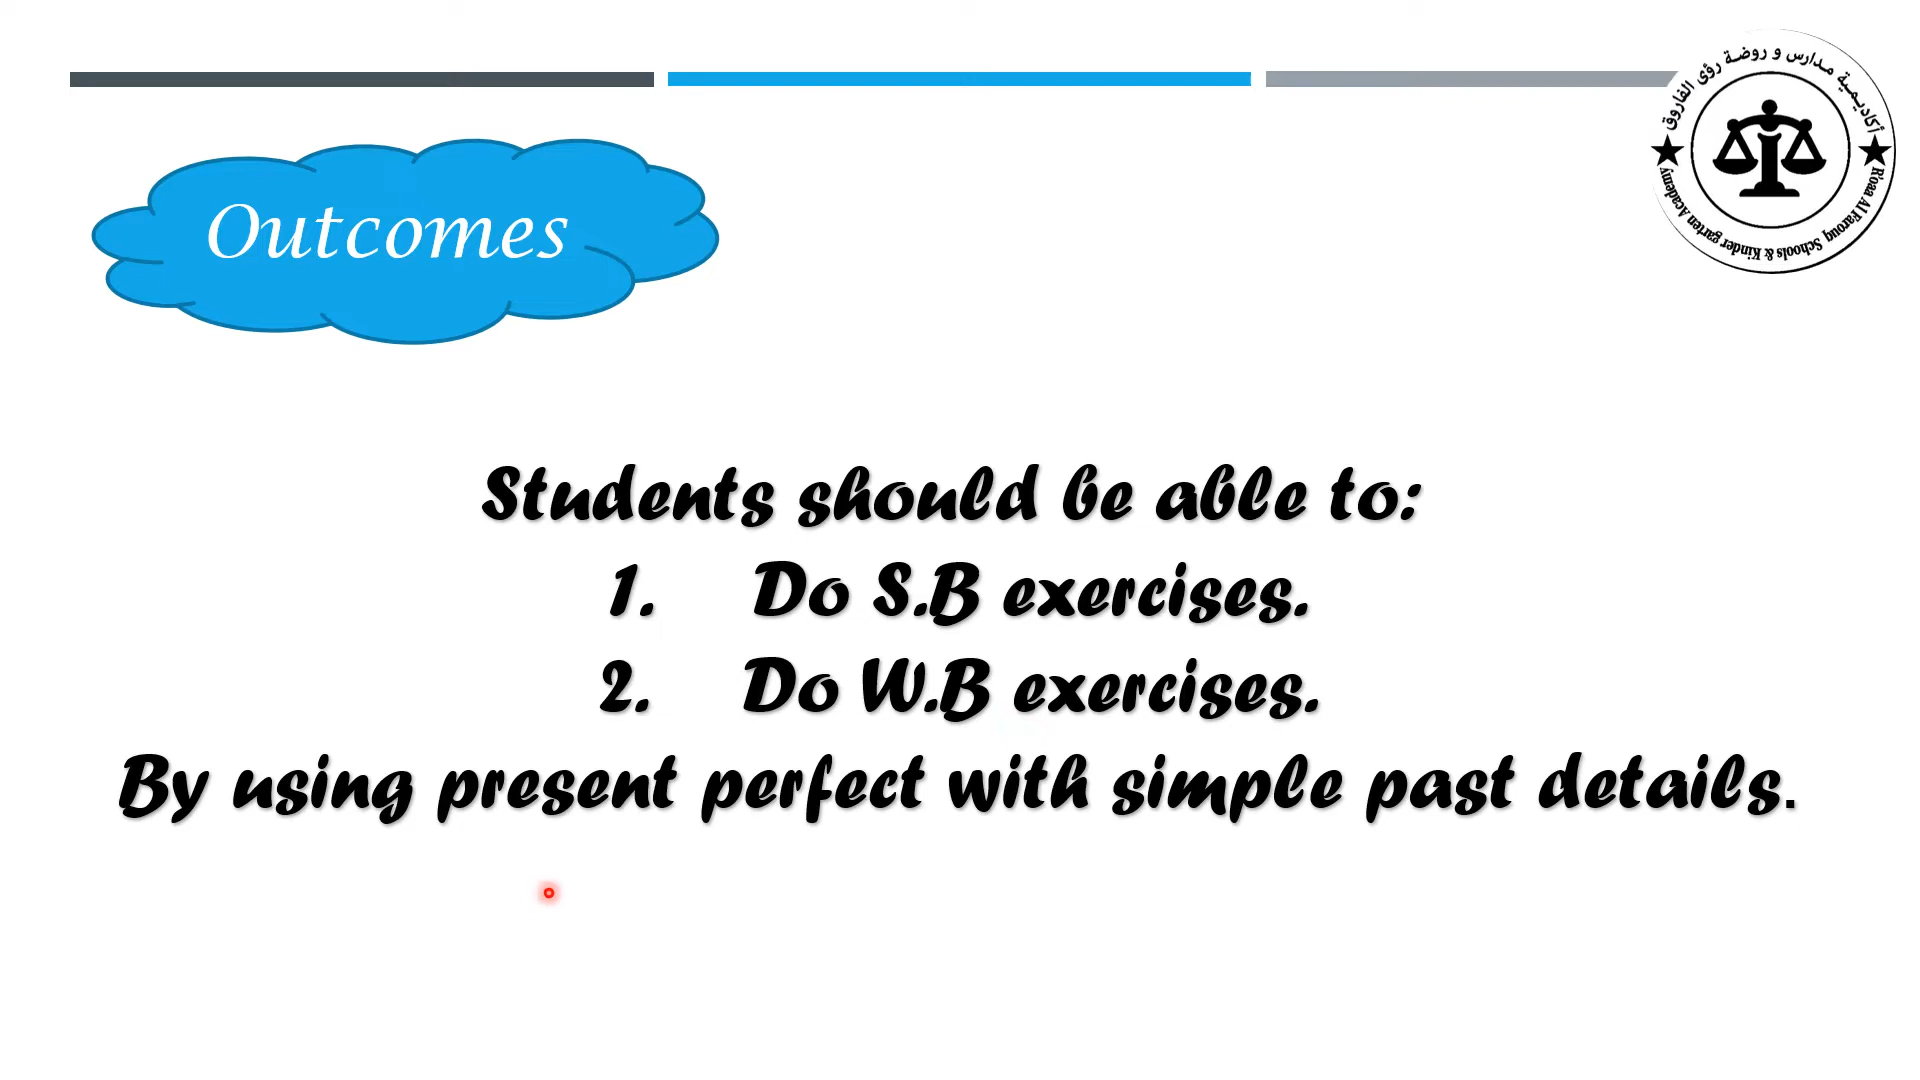 أكاديمية مدارس و روضة رؤى الفاروق
R'oaa Al Farouq Schools & Kinder garten Academy
Outcomes
Students should be able to:
1. Do S.B exercises.
2. Do W.B exercises.
By using present perfect with simple past details.